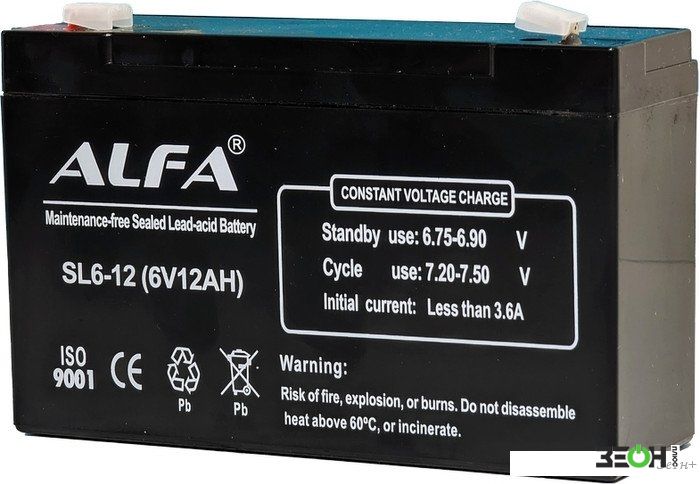 ALFA®
Maintenance-free Sealed Lead-acid Battery
SL6-12 (6V12AH)
CONSTANT VOLTAGE CHARGE
Standby use: 6.75-6.90 V
Cycle use: 7.20-7.50 V
Initial current: Less than 3.6A
ISO
9001
CE
Pb
Pb
Warning:
Risk of fire, explosion, or burns. Do not disassemble
heat above 60ºC, or incinerate.
ЗЕОН